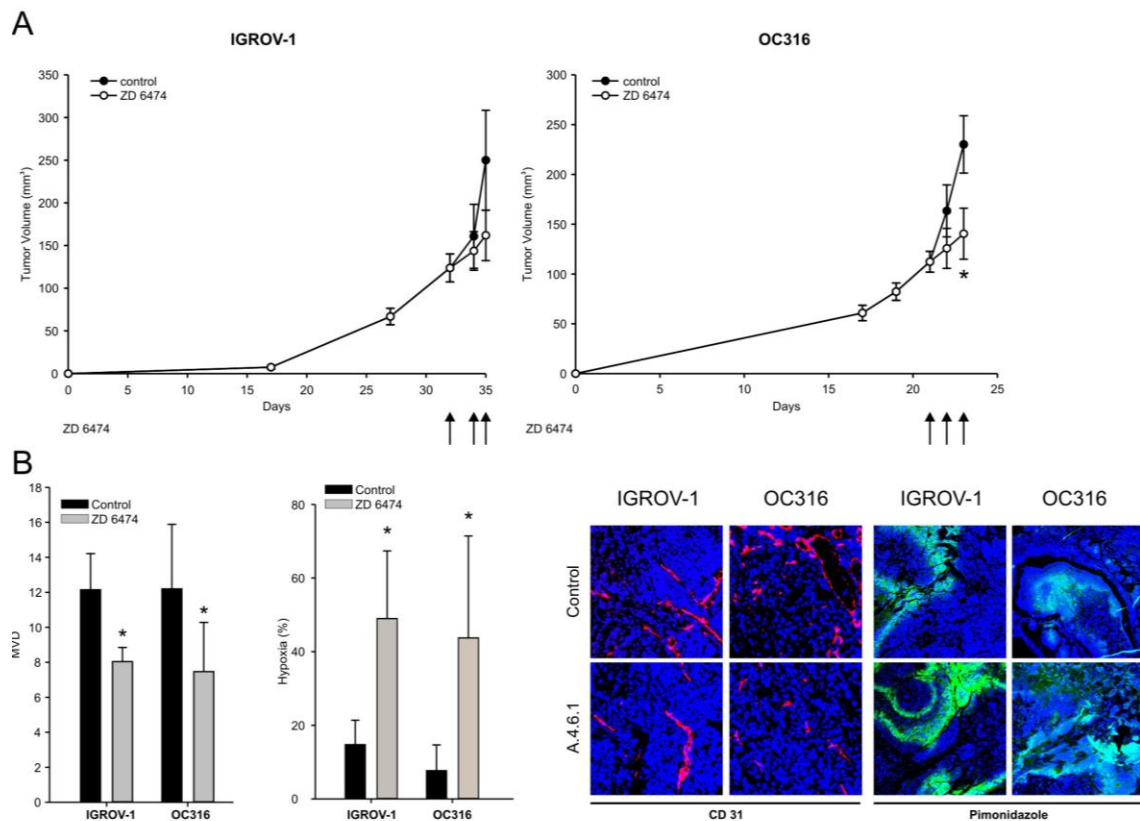 A
IGROV-1
OC316
350
300
250
200
150
100
50
0
Tumor Volume (mm³)
control
ZD 6474
0 5 10 15 20 25 30 35
Days
ZD 6474
300
250
200
150
100
50
0
Tumor Volume (mm³)
control
ZD 6474
*
0 5 10 15 20 25
Days
ZD 6474
B
18
16
14
12
10
8
6
4
2
0
MVD
Control
ZD 6474
*
*
IGROV-1 OC316
80
60
40
20
0
Hypoxia (%)
Control
ZD 6474
*
*
IGROV-1 OC316
IGROV-1 OC316 IGROV-1 OC316
Control
A.4.6.1
CD 31
Pimonidazole